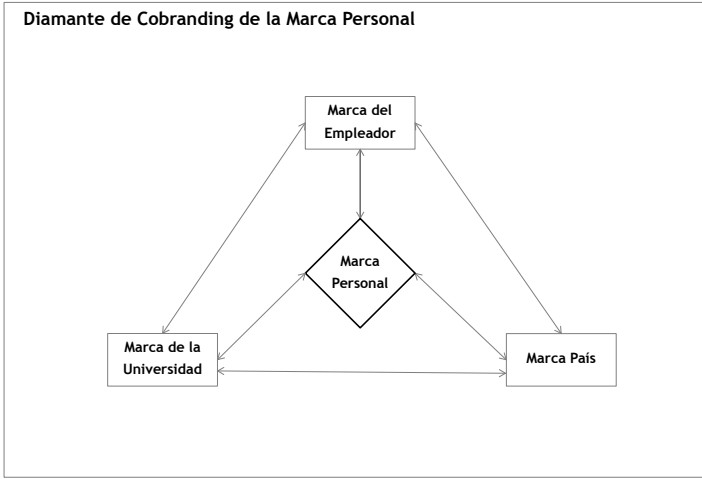 Diamante de Cobranding de la Marca Personal
Marca del
Empleador
Marca
Personal
Marca de la
Universidad
Marca País